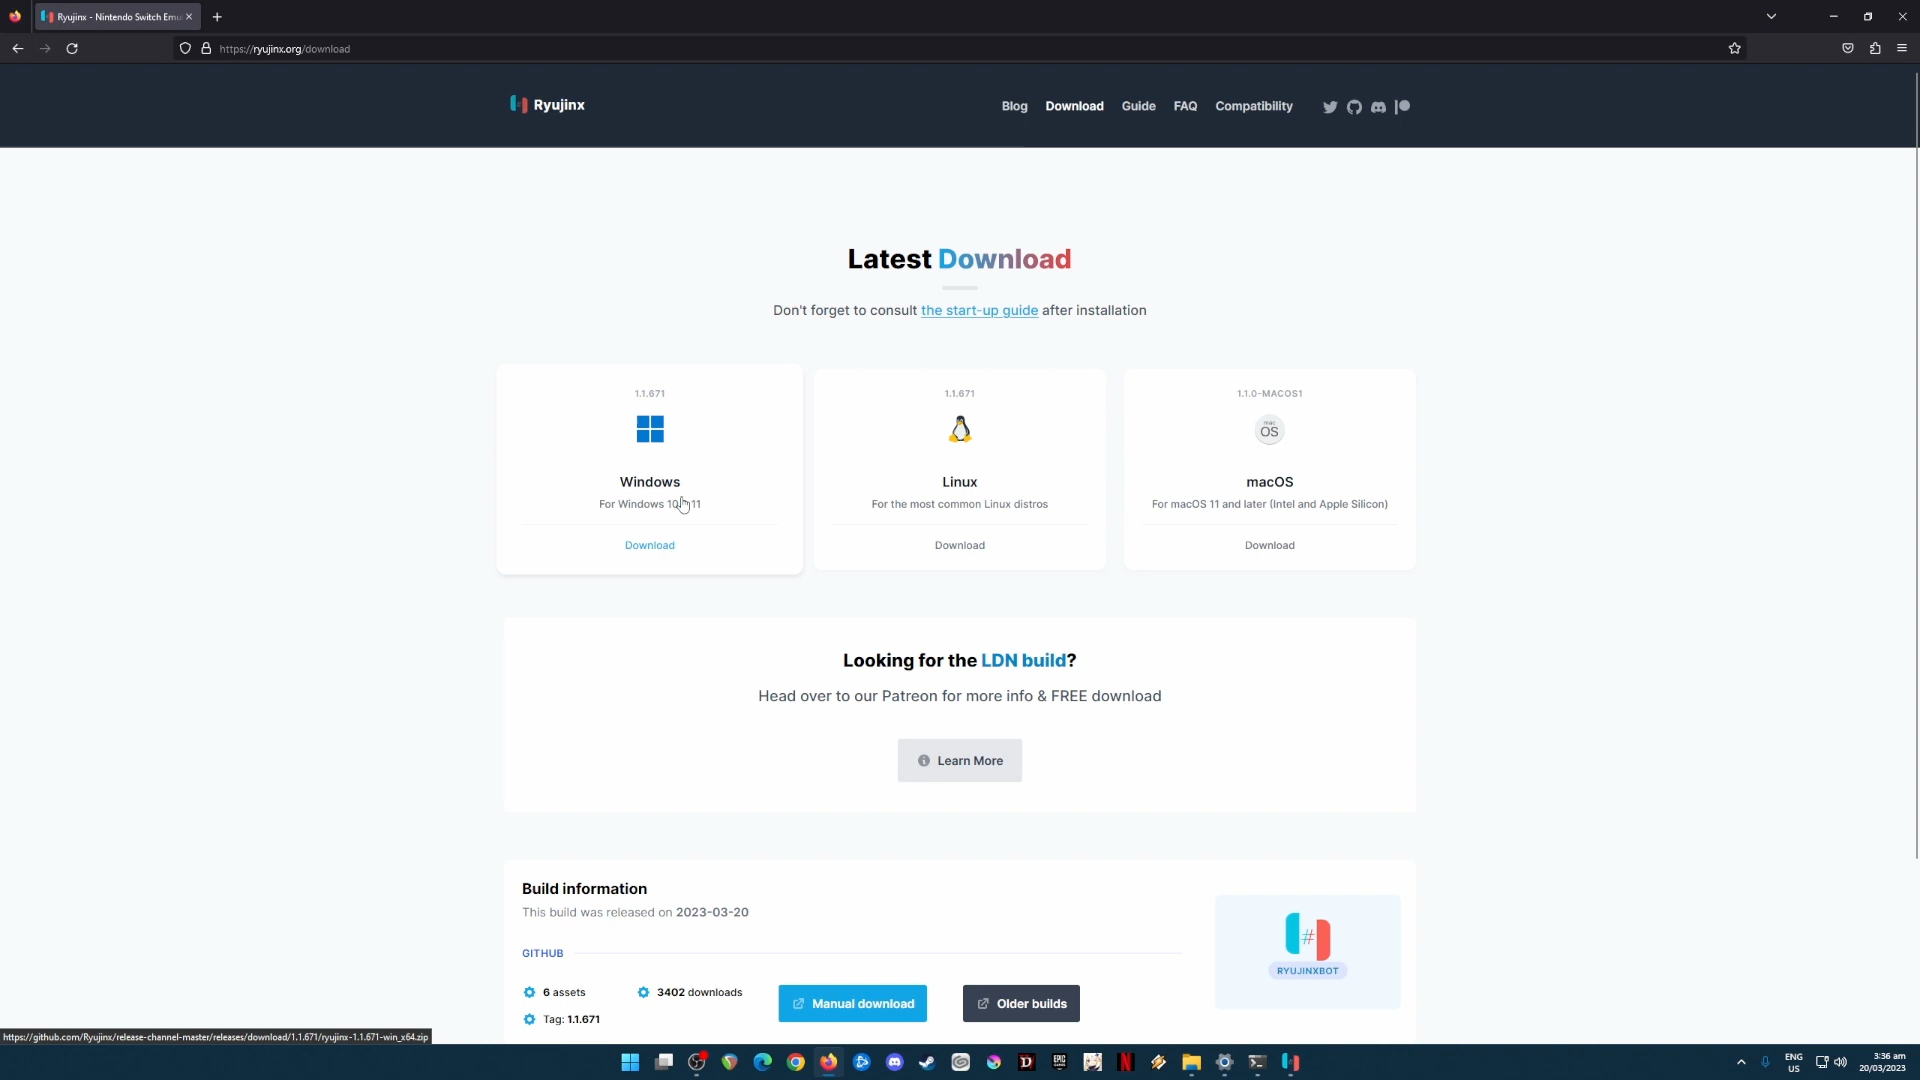 Ryujinx - Nintendo Switch Emu
https://ryujinx.org/download
Ryujinx
Blog Download Guide FAQ Compatibility
Latest Download
Don't forget to consult the start-up guide after installation
1.1.671
Windows
For Windows 10 11
Download
1.1.671
Linux
For the most common Linux distros
Download
1.1.0-MACOS1
mac
OS
macOS
For macOS 11 and later (Intel and Apple Silicon)
Download
Looking for the LDN build?
Head over to our Patreon for more info & FREE download
Learn More
Build information
This build was released on 2023-03-20
GITHUB
6 assets
3402 downloads
Tag: 1.1.671
Manual download
Older builds
#
RYUJINXBOT
https://github.com/Ryujinx/release-channel-master/releases/download/1.1.671/ryujinx-1.1.671-win_x64.zip
ENG
US
3:36 am
20/03/2023